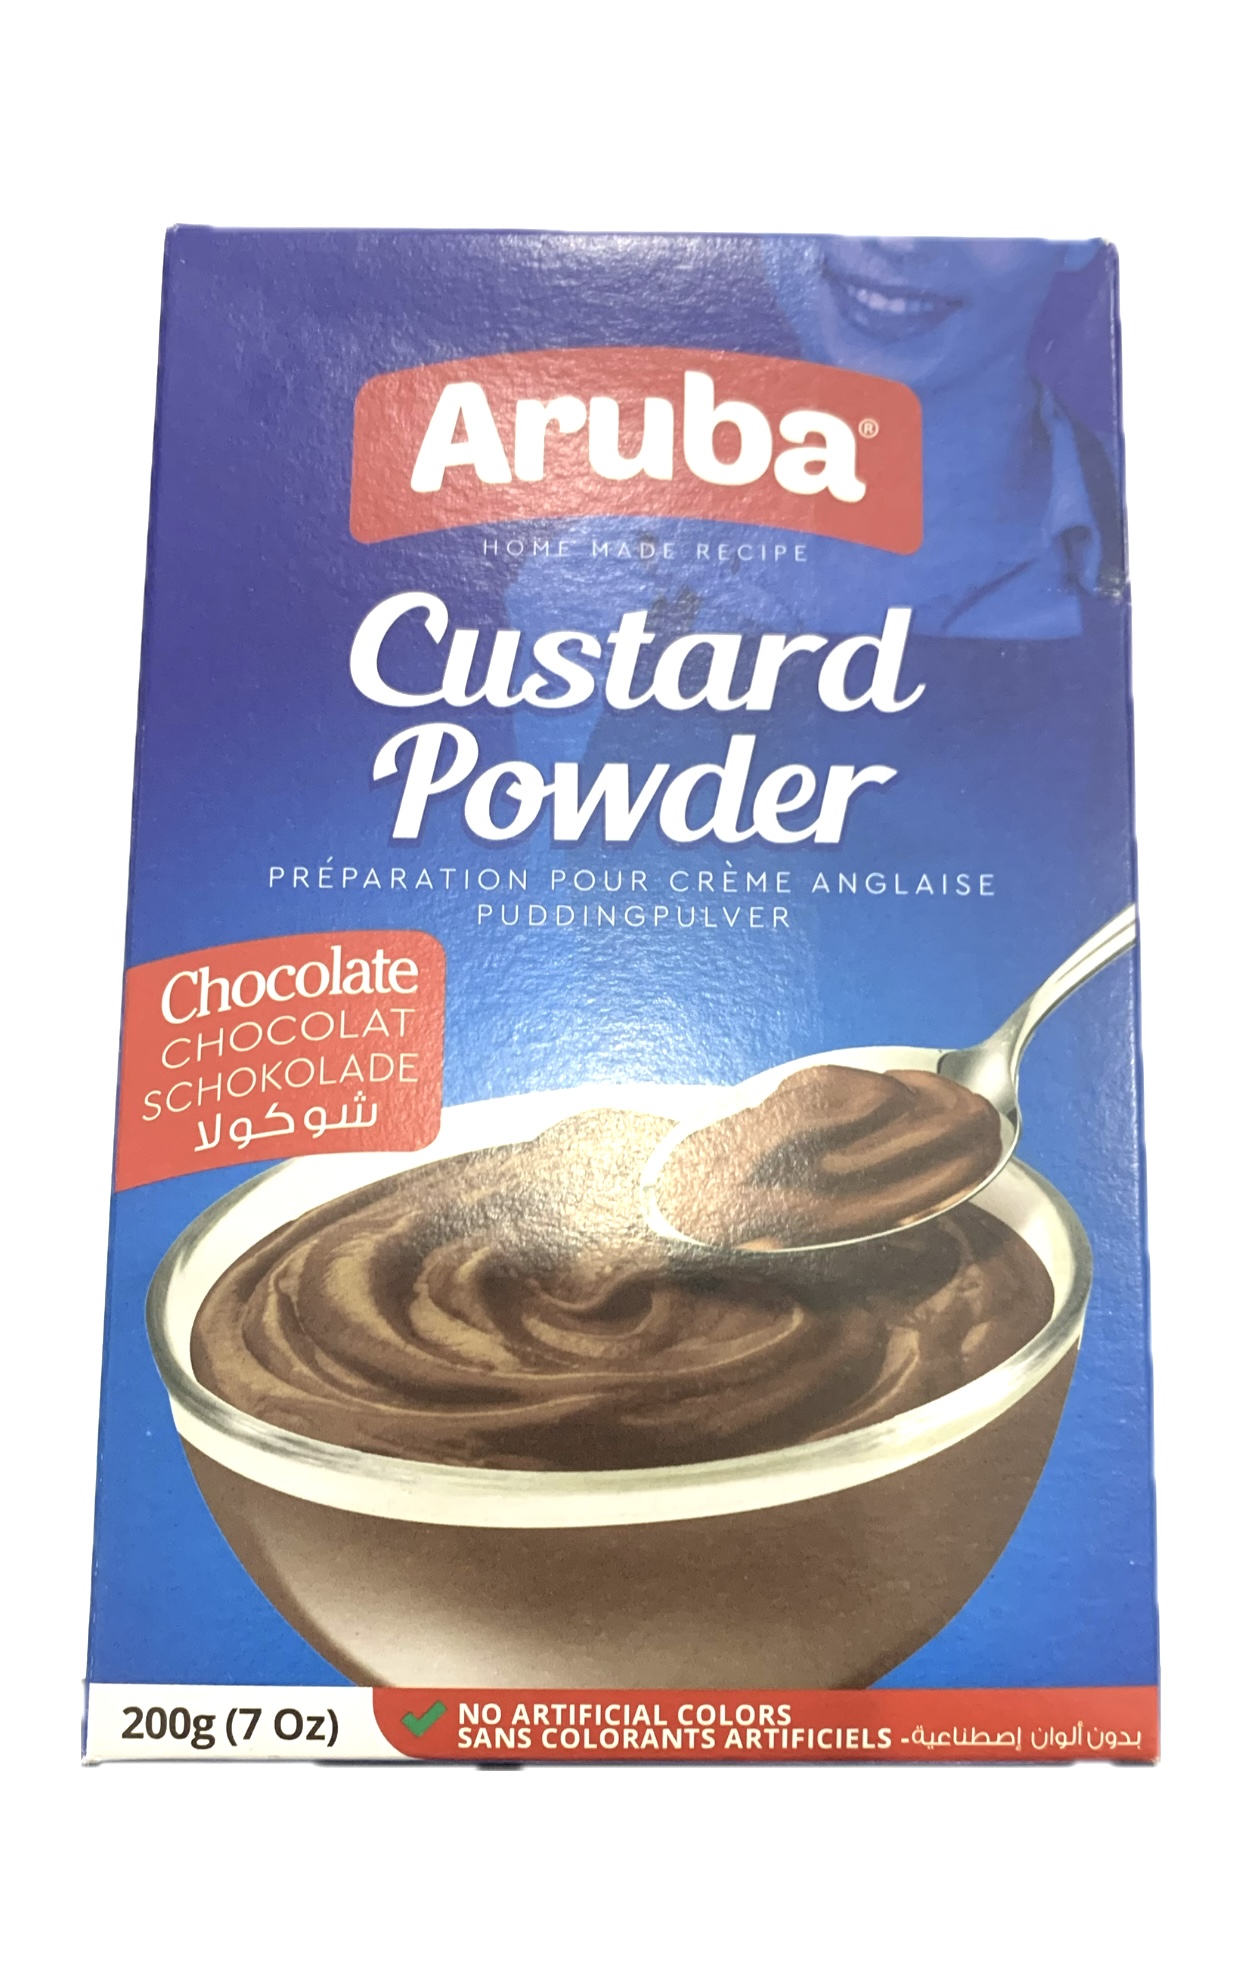 Aruba®
HOME MADE RECIPE
Custard
Powder
PRÉPARATION POUR CRÈME ANGLAISE
PUDDINGPULVER
Chocolate
CHOCOLAT
SCHOKOLADE
شوكولا
200g (7 Oz)
NO ARTIFICIAL COLORS
SANS COLORANTS ARTIFICIELS - بدون ألوان إصطناعية